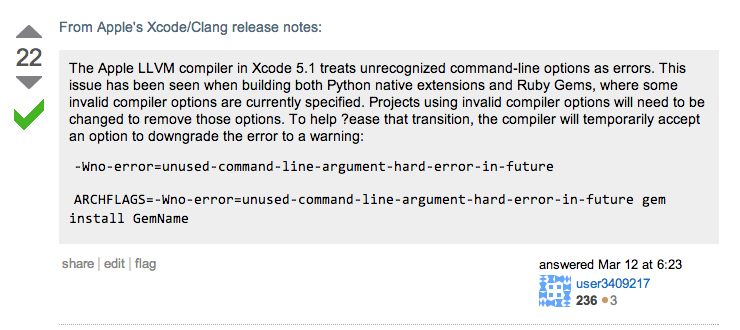 From Apple's Xcode/Clang release notes:
22
The Apple LLVM compiler in Xcode 5.1 treats unrecognized command-line options as errors. This
issue has been seen when building both Python native extensions and Ruby Gems, where some
invalid compiler options are currently specified. Projects using invalid compiler options will need to be
changed to remove those options. To help ?ease that transition, the compiler will temporarily accept
an option to downgrade the error to a warning:
-Wno-error=unused-command-line-argument-hard-error-in-future
ARCHFLAGS=-Wno-error=unused-command-line-argument-hard-error-in-future gem
install GemName
share | edit | flag
answered Mar 12 at 6:23
user3409217
236 ●3